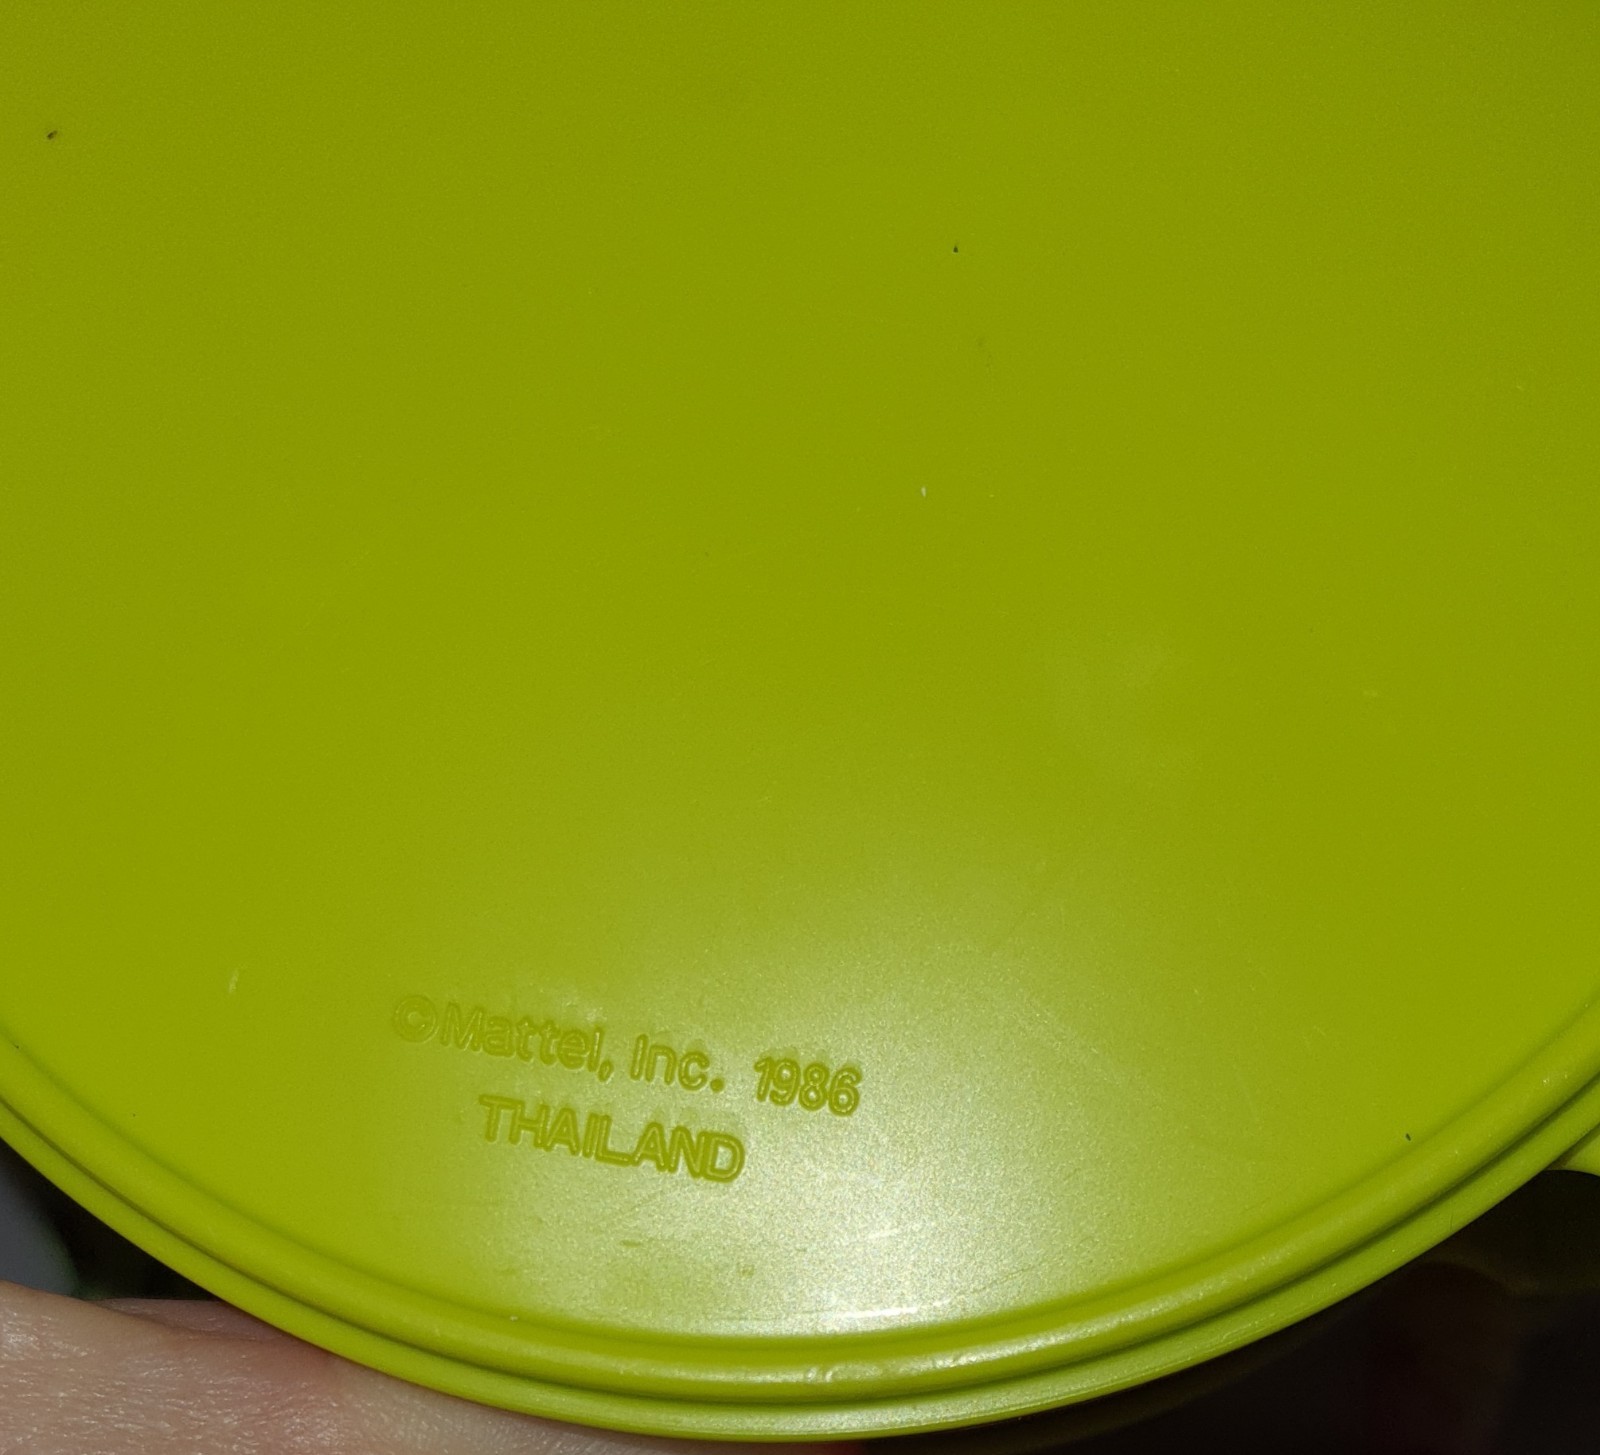 ©Mattel, Inc. 1986
THAILAND